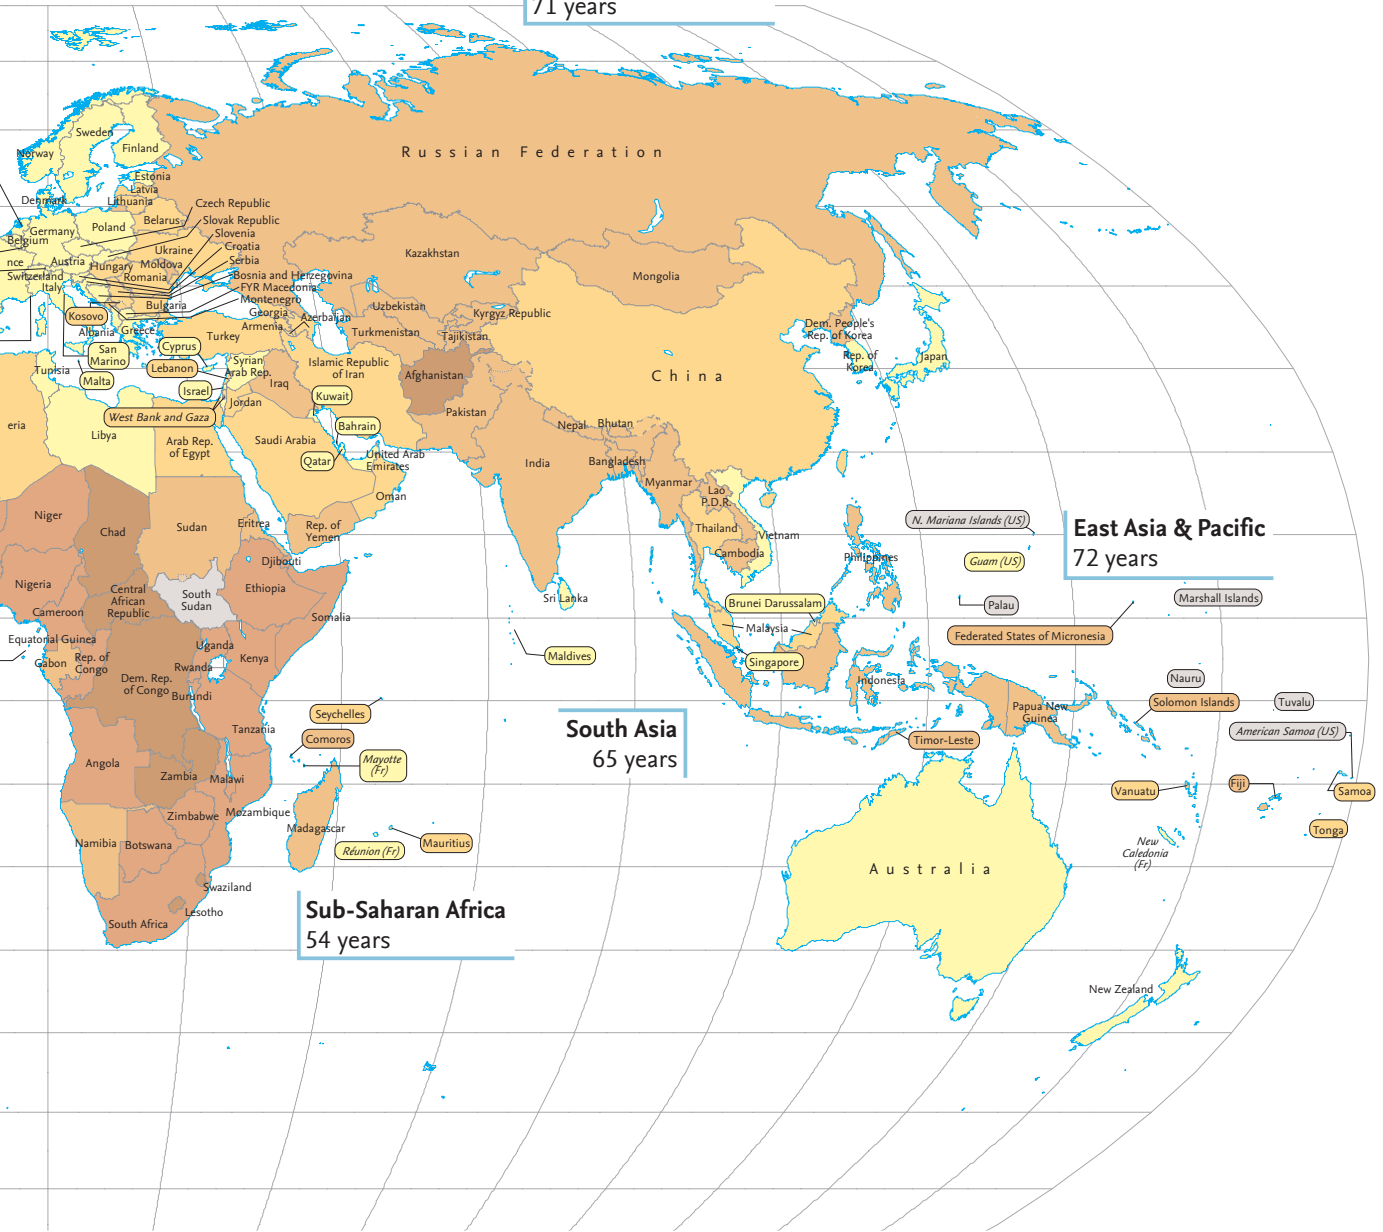 71 years
Russian Federation
Sweden
Norway
Finland
Estonia
Latvia
Lithuania
Denmark
Czech Republic
Slovak Republic
Slovenia
Croatia
Serbia
Bosnia and Herzegovina
FYR Macedonia
Montenegro
Belarus
Poland
Germany
Belgium
nce
Austria
Switzerland
Italy
Hungary
Ukraine
Moldova
Romania
Bulgaria
Kosovo
Albania
Greece
San
Marino
Malta
Tunisia
Georgia
Armenia
Azerbaijan
Turkey
Cyprus
Lebanon
Israel
West Bank and Gaza
Syrian
Arab Rep.
Iraq
Jordan
Islamic Republic
of Iran
Kuwait
Bahrain
Qatar
United Arab
Emirates
Saudi Arabia
Oman
Rep. of
Yemen
Kazakhstan
Uzbekistan
Turkmenistan
Kyrgyz Republic
Tajikistan
Afghanistan
Pakistan
Mongolia
China
Dem. People's
Rep. of Korea
Rep. of
Korea
Japan
Nepal
Bhutan
India
Bangladesh
Myanmar
Lao
P.D.R.
Thailand
Vietnam
Cambodia
Philippines
Sri Lanka
Maldives
Brunei Darussalam
Malaysia
Singapore
Indonesia
Timor-Leste
Papua New
Guinea
eria
Libya
Arab Rep.
of Egypt
Niger
Chad
Sudan
Eritrea
Djibouti
Nigeria
Central
African
Republic
South
Sudan
Ethiopia
Somalia
Cameroon
Equatorial Guinea
Gabon
Rep. of
Congo
Dem. Rep.
of Congo
Uganda
Kenya
Rwanda
Burundi
Tanzania
Angola
Zambia
Malawi
Mozambique
Zimbabwe
Namibia
Botswana
Swaziland
Lesotho
South Africa
Seychelles
Comoros
Mayotte
(Fr)
Madagascar
Réunion (Fr)
Mauritius
Sub-Saharan Africa
54 years
South Asia
65 years
East Asia & Pacific
72 years
N. Mariana Islands (US)
Guam (US)
Palau
Marshall Islands
Federated States of Micronesia
Nauru
Solomon Islands
Tuvalu
American Samoa (US)
Vanuatu
Fiji
Samoa
Tonga
New
Caledonia
(Fr)
Australia
New Zealand